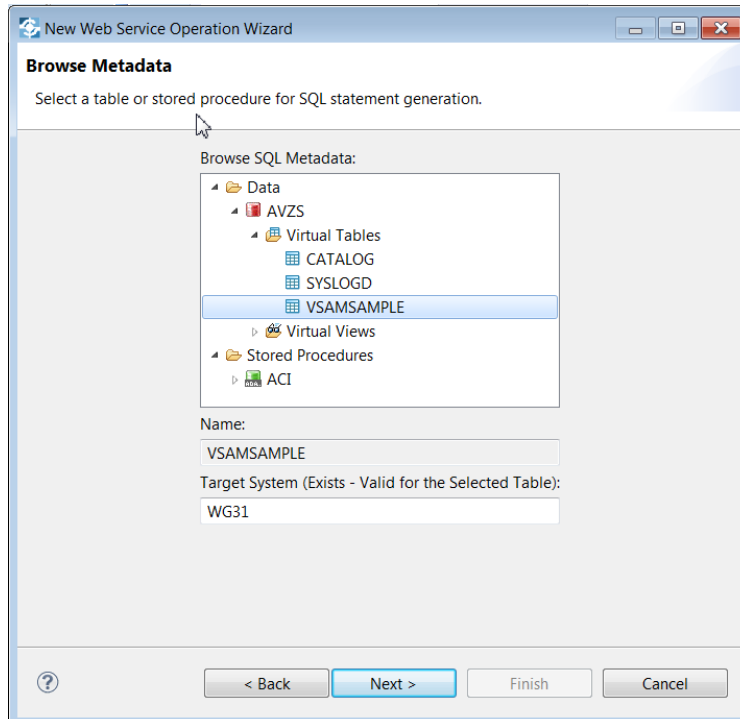 New Web Service Operation Wizard
Browse Metadata
Select a table or stored procedure for SQL statement generation.
Browse SQL Metadata:
Data
AVZS
Virtual Tables
CATALOG
SYSLOGD
VSAMSAMPLE
Virtual Views
Stored Procedures
ACI
Name:
VSAMSAMPLE
Target System (Exists - Valid for the Selected Table):
WG31
? < Back Next > Finish Cancel